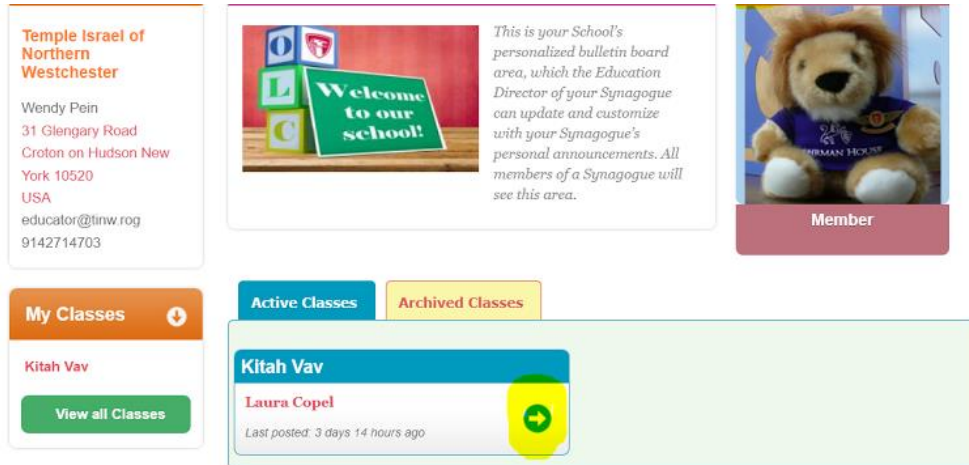 Temple Israel of
Northern
Westchester
Wendy Pein
31 Glengary Road
Croton on Hudson New
York 10520
USA
educator@tinw.rog
9142714703
My Classes
Kitah Vav
View all Classes
O
L
C
Welcome
to our
school!
This is your School's
personalized bulletin board
area, which the Education
Director of your Synagogue
can update and customize
with your Synagogue's
personal announcements. All
members of a Synagogue will
see this area.
HOUSE
Member
Active Classes
Archived Classes
Kitah Vav
Laura Copel
Last posted: 3 days 14 hours ago